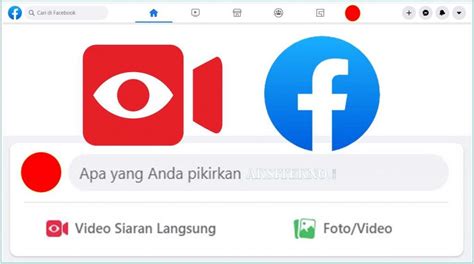 Cari di Facebook
Apa yang Anda pikirkan
Video Siaran Langsung
Foto/Video